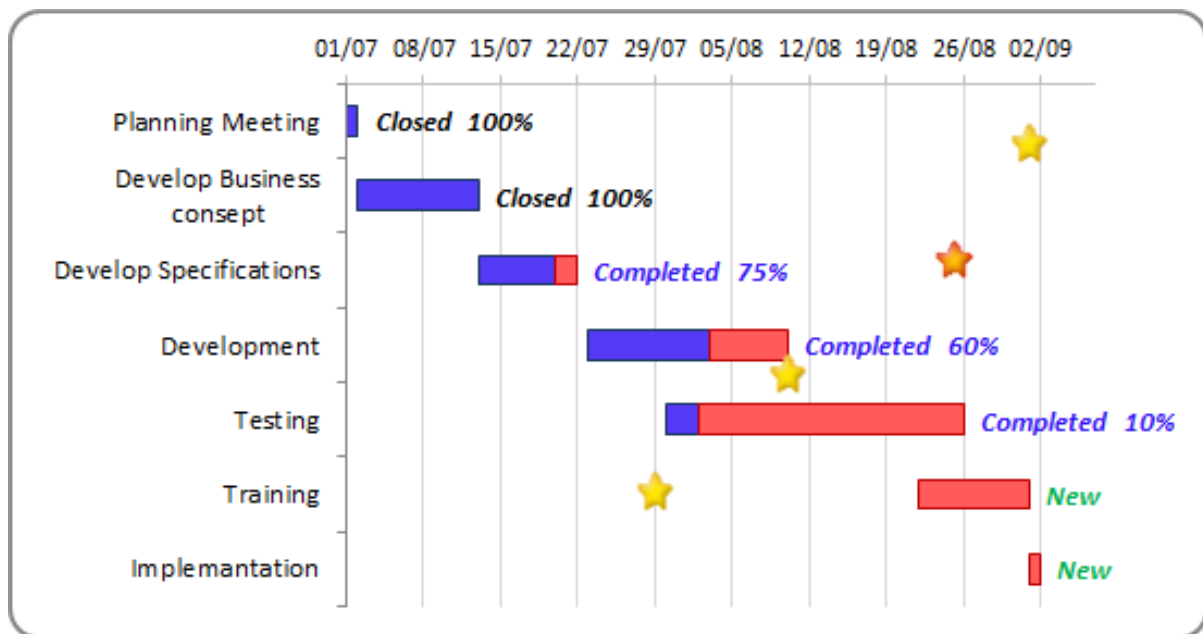 01/07 08/07 15/07 22/07 29/07 05/08 12/08 19/08 26/08 02/09
Planning Meeting
Closed 100%
Develop Business
consept
Closed 100%
Develop Specifications
Completed 75%
Development
Completed 60%
Testing
Completed 10%
Training
New
Implemantation
New